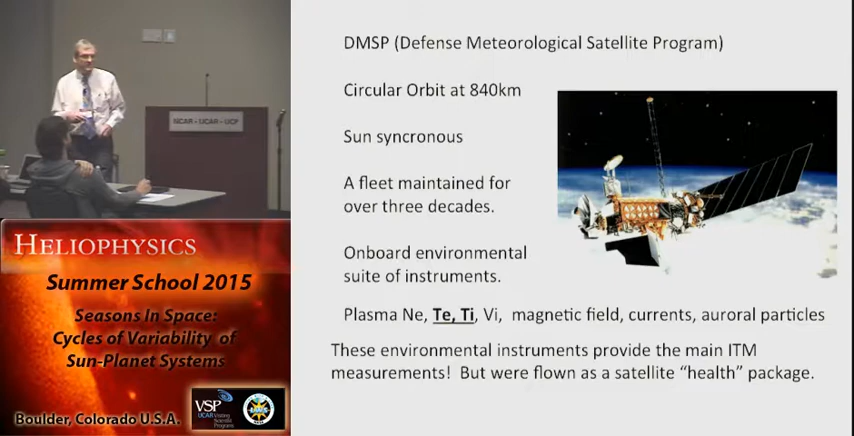 NCAR - UCAR - UCP
HELIOPHYSICS
Summer School 2015
Seasons In Space:
Cycles of Variability of
Sun-Planet Systems
VSP
UCAR Visiting
Scientist
Programs
Boulder, Colorado U.S.A.
DMSP (Defense Meteorological Satellite Program)
Circular Orbit at 840km
Sun syncronous
A fleet maintained for
over three decades.
Onboard environmental
suite of instruments.
Plasma Ne, Te, Ti, Vi, magnetic field, currents, auroral particles
These environmental instruments provide the main ITM
measurements! But were flown as a satellite “health” package.